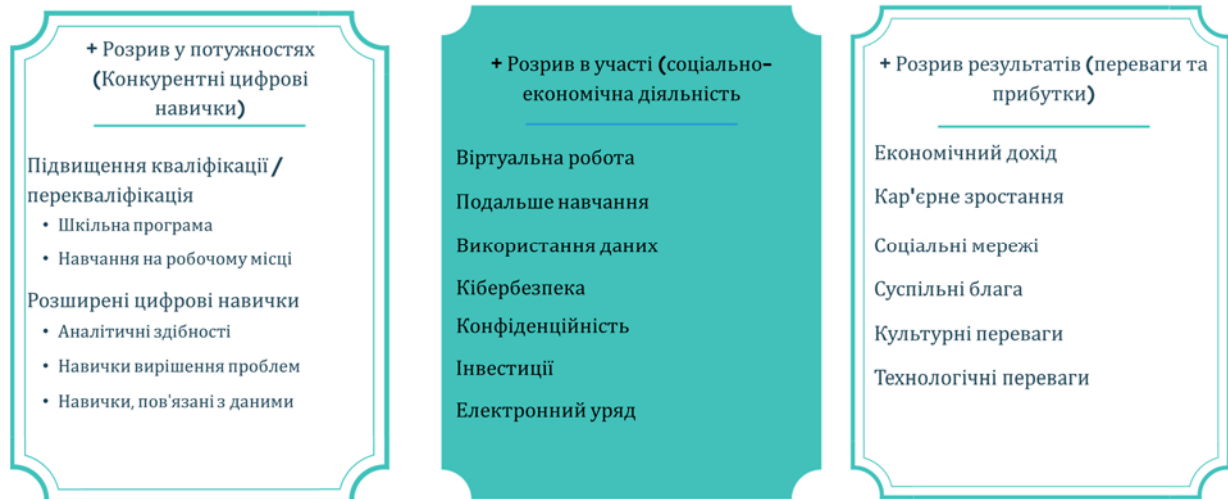 + Розрив у потужностях
(Конкурентні цифрові
навички)
Підвищення кваліфікації /
перекваліфікація
• Шкільна програма
• Навчання на робочому місці
Розширені цифрові навички
• Аналітичні здібності
• Навички вирішення проблем
• Навички, пов'язані з даними
+ Розрив в участі (соціально-
економічна діяльність
Віртуальна робота
Подальше навчання
Використання даних
Кібербезпека
Конфіденційність
Інвестиції
Електронний уряд
+ Розрив результатів (переваги та
прибутки)
Економічний дохід
Кар'єрне зростання
Соціальні мережі
Суспільні блага
Культурні переваги
Технологічні переваги